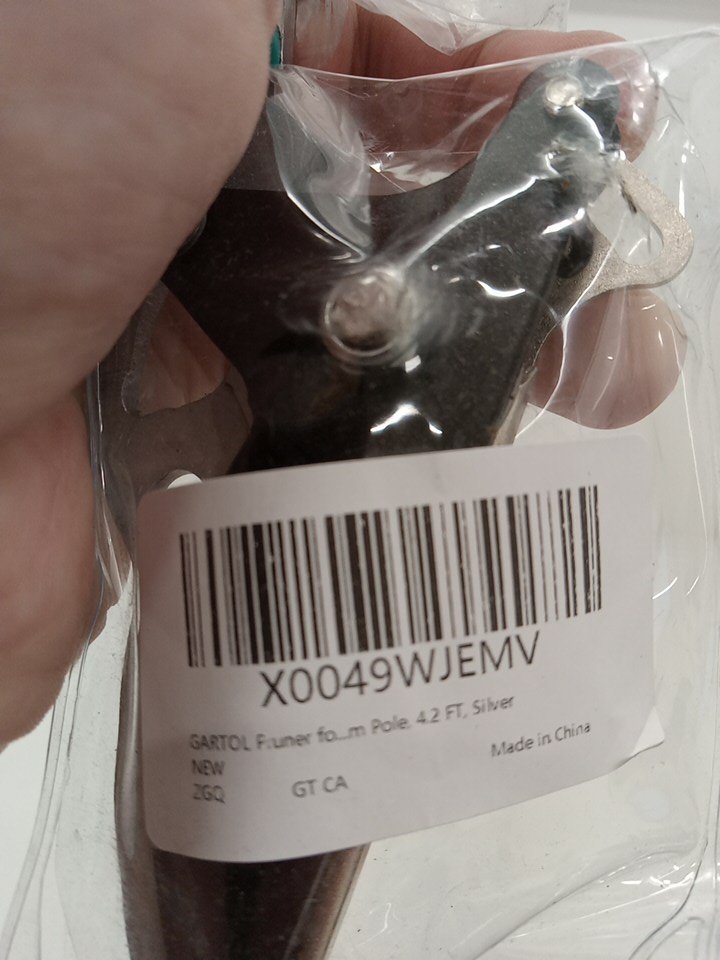 X0049WJEMV
GARTOL Pruner fo...m Pole, 4.2 FT, Silver
NEW
Made in China
ZGQ GT CA